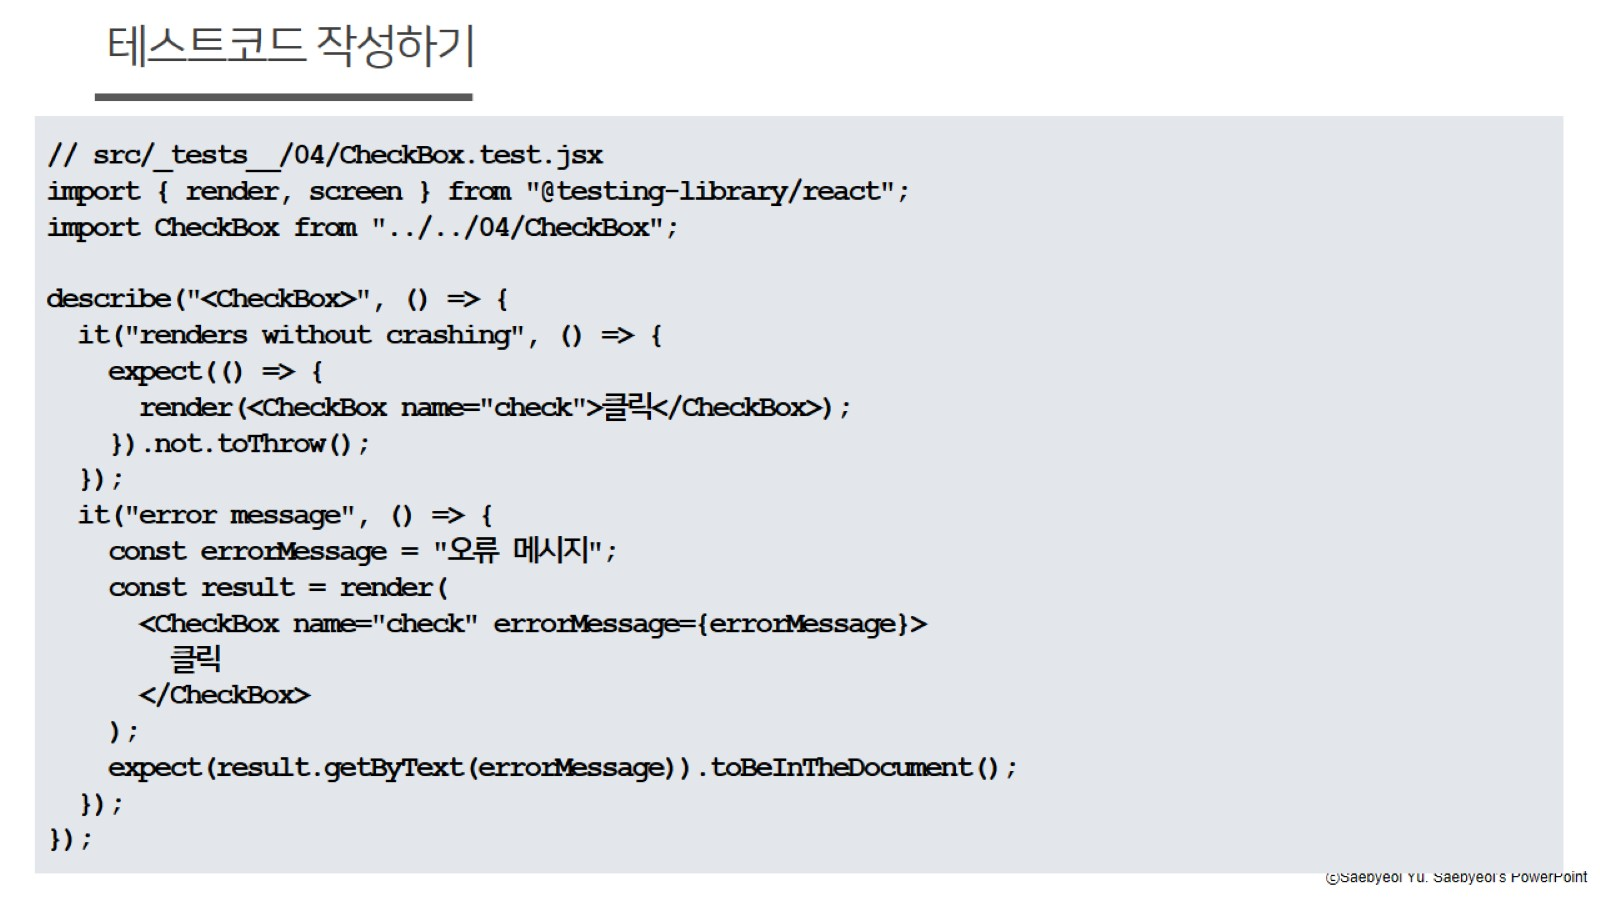 테스트코드 작성하기
// src/_tests__/04/CheckBox.test.jsx
import { render, screen } from "@testing-library/react";
import CheckBox from "../../04/CheckBox";
describe("<CheckBox>", () => {
  it("renders without crashing", () => {
    expect(() => {
      render(<CheckBox name="check">클릭</CheckBox>);
    }).not.toThrow();
  });
  it("error message", () => {
    const errorMessage = "오류 메시지";
    const result = render(
      <CheckBox name="check" errorMessage={errorMessage}>
        클릭
      </CheckBox>
    );
    expect(result.getByText(errorMessage)).toBeInTheDocument();
  });
});
ⓒSaebyeol Yu. Saebyeol's PowerPoint